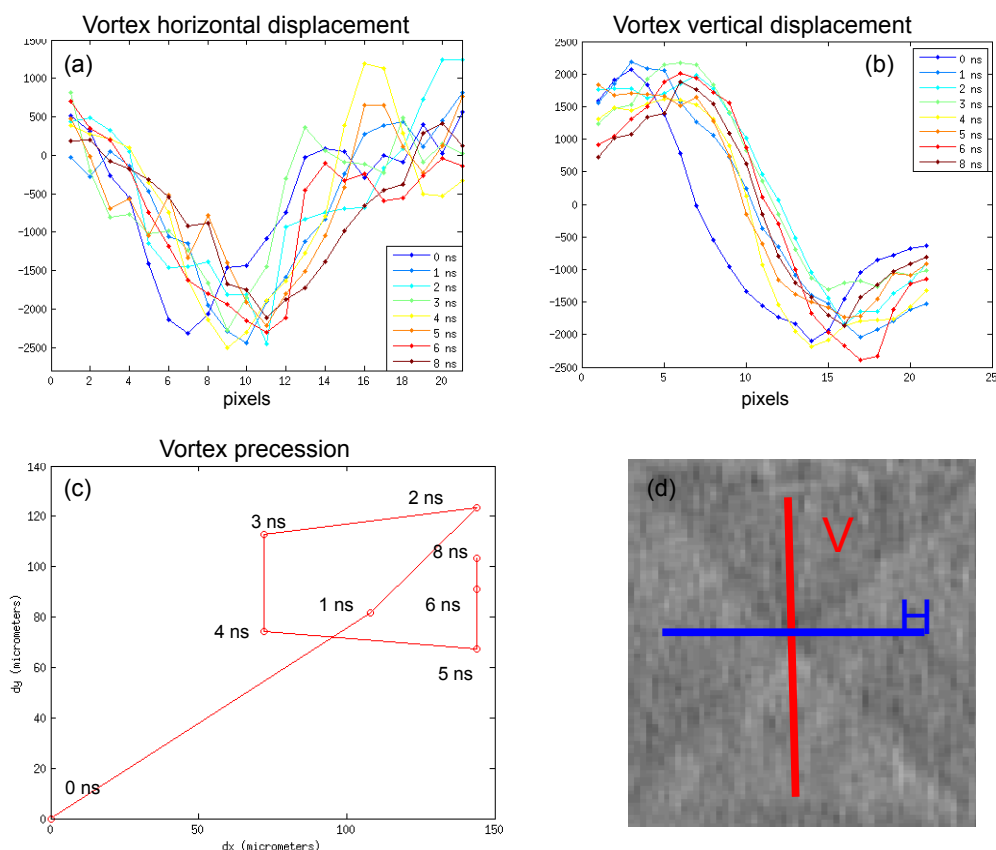 Vortex horizontal displacement
(a)
1500
1000
500
0
-500
-1000
-1500
-2000
-2500
0 2 4 6 8 10 12 14 16 18 20
pixels
0 ns
1 ns
2 ns
3 ns
4 ns
5 ns
6 ns
8 ns
Vortex vertical displacement
(b)
2500
2000
1500
1000
500
0
-500
-1000
-1500
-2000
-2500
0 5 10 15 20 25
pixels
0 ns
1 ns
2 ns
3 ns
4 ns
5 ns
6 ns
8 ns
Vortex precession
(c)
140
120
100
80
60
40
20
0
dy (micrometers)
2 ns
3 ns
8 ns
1 ns
6 ns
4 ns
5 ns
0 ns
0 50 100 150
dx (micrometers)
(d)
V
H